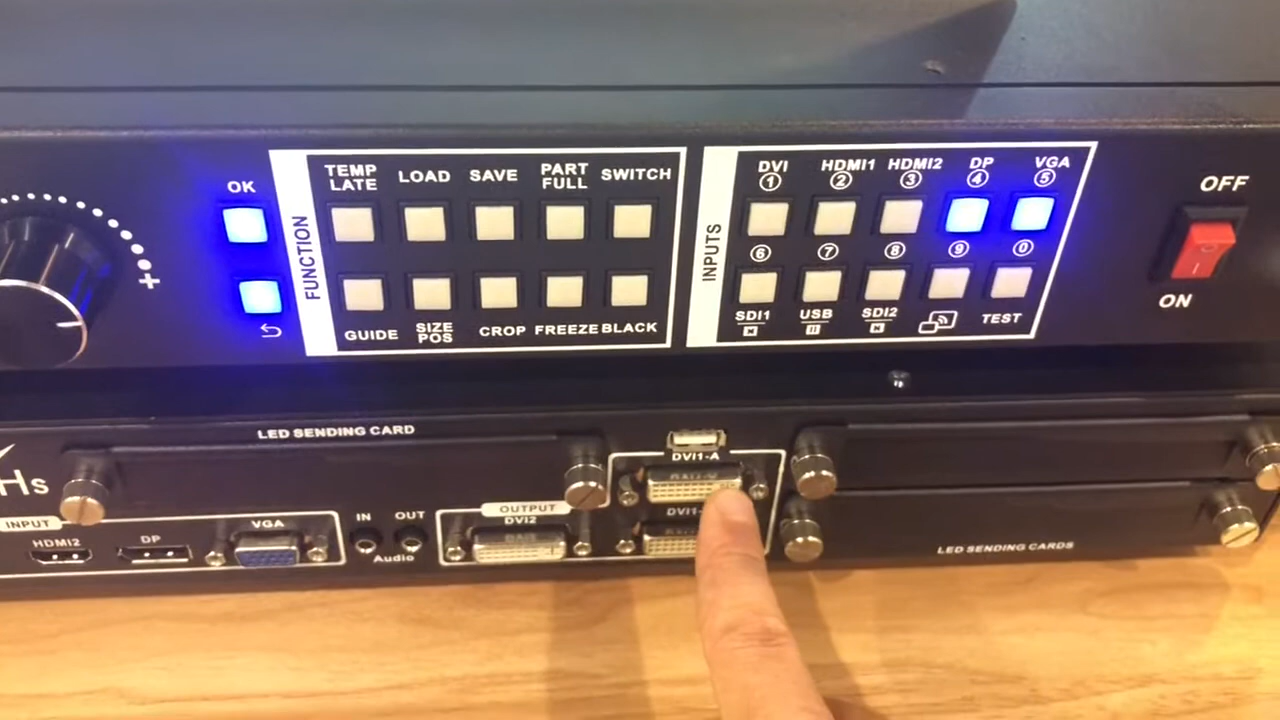 OK
FUNCTION
TEMP LATE
LOAD
SAVE
PART FULL
SWITCH
GUIDE
SIZE POS
CROP
FREEZE
BLACK
INPUTS
DVI
1
HDMI1
2
HDMI2
3
DP
4
VGA
5
6
7
8
9
0
SDI1
USB
SDI2
TEST
OFF
ON
Hs
LED SENDING CARD
INPUT
HDMI2
DP
VGA
IN
OUT
Audio
OUTPUT
DVI2
DVI1-A
DVI1-
LED SENDING CARDS